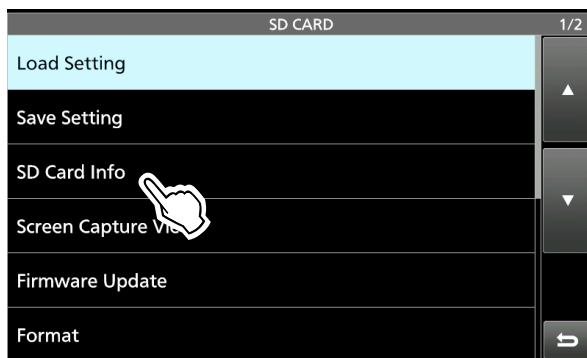 SD CARD 1/2
Load Setting
Save Setting
SD Card Info
Screen Capture
Firmware Update
Format